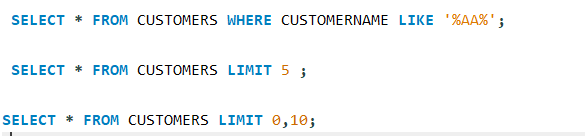 SELECT * FROM CUSTOMERS WHERE CUSTOMERNAME LIKE '%AA%';
SELECT * FROM CUSTOMERS LIMIT 5 ;
SELECT * FROM CUSTOMERS LIMIT 0,10;